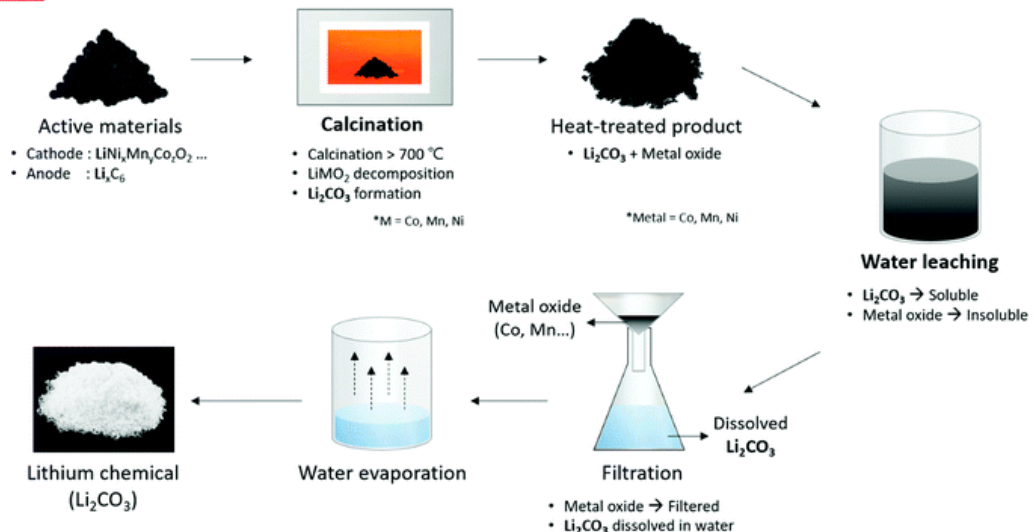 Active materials
• Cathode : LiNiₓMnᵧCo_zO₂ ...
• Anode : LiₓC₆
Calcination
• Calcination > 700 ℃
• LiMO₂ decomposition
• Li₂CO₃ formation
*M = Co, Mn, Ni
Heat-treated product
• Li₂CO₃ + Metal oxide
*Metal = Co, Mn, Ni
Water leaching
• Li₂CO₃ → Soluble
• Metal oxide → Insoluble
Metal oxide
(Co, Mn...)
Dissolved
Li₂CO₃
Filtration
• Metal oxide → Filtered
• Li₂CO₃ dissolved in water
Water evaporation
Lithium chemical
(Li₂CO₃)